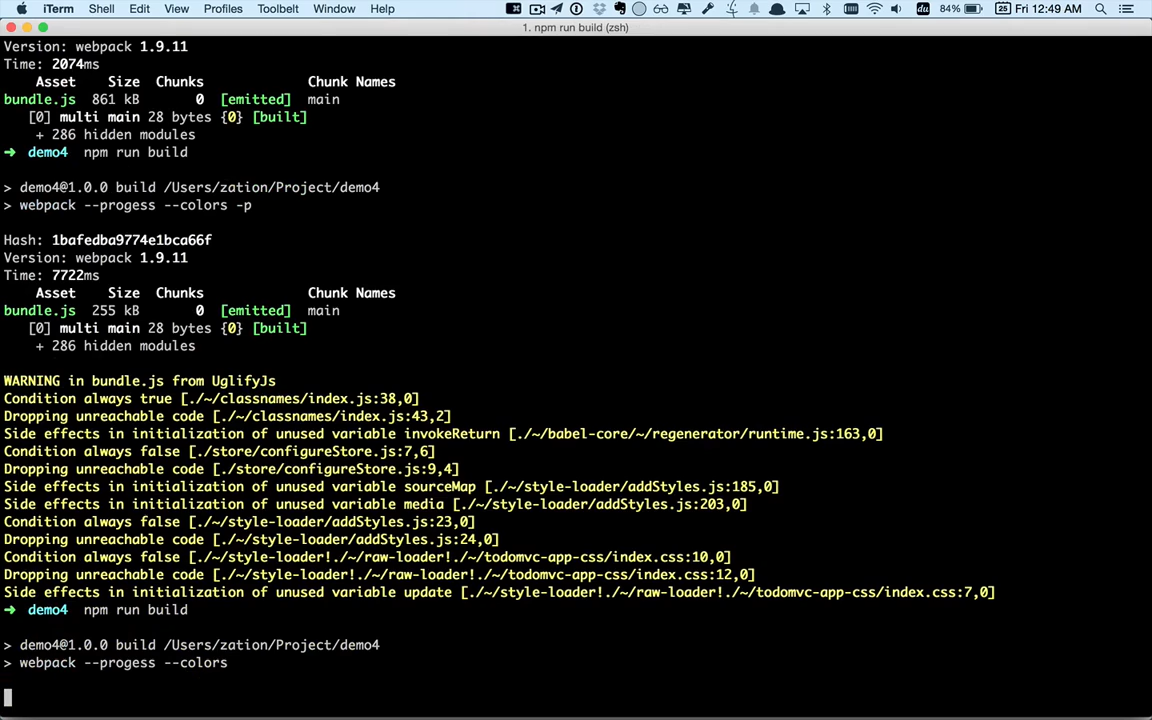 iTerm Shell Edit View Profiles Toolbelt Window Help 84% 25 Fri 12:49 AM
1. npm run build (zsh)
Version: webpack 1.9.11
Time: 2074ms
Asset Size Chunks Chunk Names
bundle.js 861 kB 0 [emitted] main
[0] multi main 28 bytes {0} [built]
+ 286 hidden modules
➜ demo4 npm run build
> demo4@1.0.0 build /Users/zation/Project/demo4
> webpack --progess --colors -p
Hash: 1bafedba9774e1bca66f
Version: webpack 1.9.11
Time: 7722ms
Asset Size Chunks Chunk Names
bundle.js 255 kB 0 [emitted] main
[0] multi main 28 bytes {0} [built]
+ 286 hidden modules
WARNING in bundle.js from UglifyJs
Condition always true [./~/classnames/index.js:38,0]
Dropping unreachable code [./~/classnames/index.js:43,2]
Side effects in initialization of unused variable invokeReturn [./~/babel-core/~/regenerator/runtime.js:163,0]
Condition always false [./store/configureStore.js:7,6]
Dropping unreachable code [./store/configureStore.js:9,4]
Side effects in initialization of unused variable sourceMap [./~/style-loader/addStyles.js:185,0]
Side effects in initialization of unused variable media [./~/style-loader/addStyles.js:203,0]
Condition always false [./~/style-loader/addStyles.js:23,0]
Dropping unreachable code [./~/style-loader/addStyles.js:24,0]
Condition always false [./~/style-loader!./~/raw-loader!./~/todomvc-app-css/index.css:10,0]
Dropping unreachable code [./~/style-loader!./~/raw-loader!./~/todomvc-app-css/index.css:12,0]
Side effects in initialization of unused variable update [./~/style-loader!./~/raw-loader!./~/todomvc-app-css/index.css:7,0]
➜ demo4 npm run build
> demo4@1.0.0 build /Users/zation/Project/demo4
> webpack --progess --colors